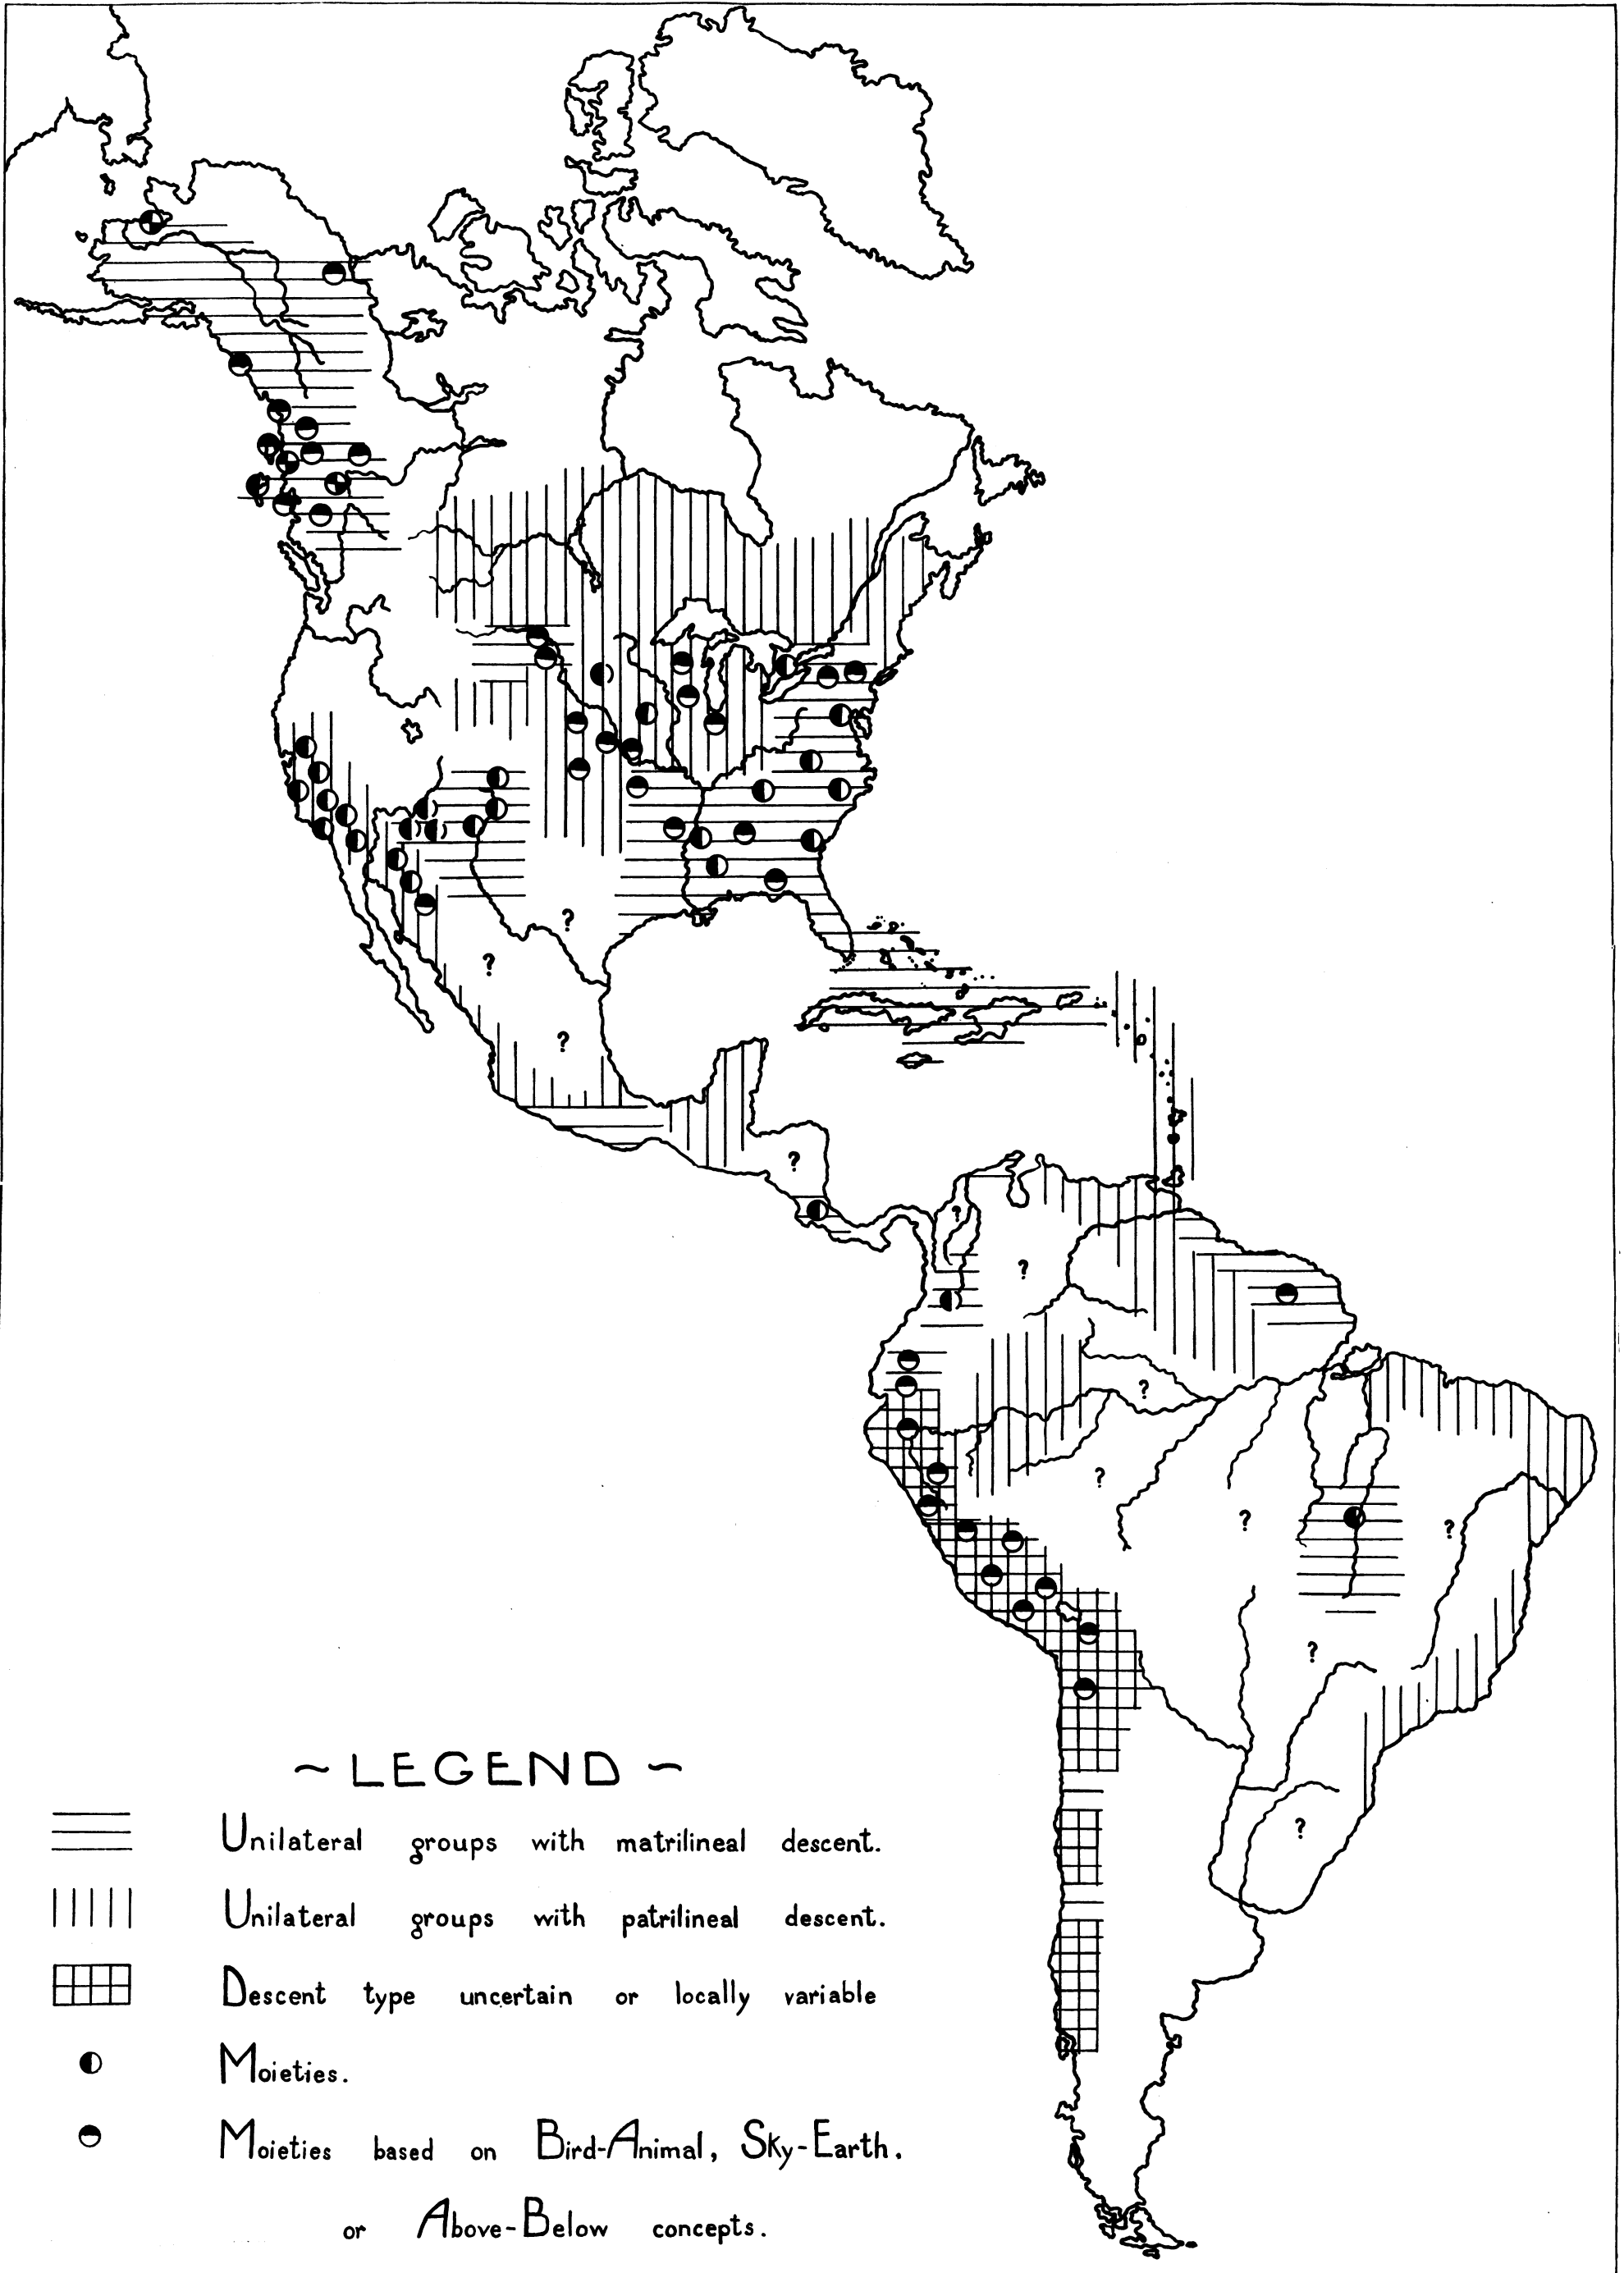 ?
?
?
?
?
?
?
?
?
?
?
?
~ LEGEND ~
Unilateral groups with matrilineal descent.
?
Unilateral groups with patrilineal descent.
Descent type uncertain or locally variable
Moieties.
Moieties based on Bird-Animal, Sky-Earth.
or Above-Below concepts.